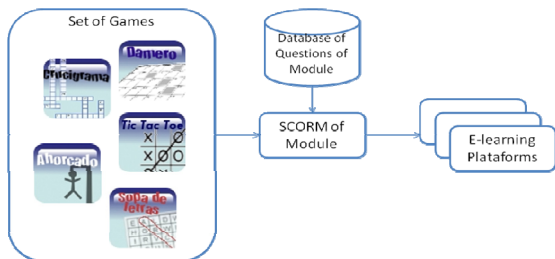 Set of Games
Crucigrama
Damero
Tic Tac Toe
X O
X O O
Ahorcado
Sopa de
letras
Database of
Questions of
Module
SCORM of
Module
E-learning
Plataforms